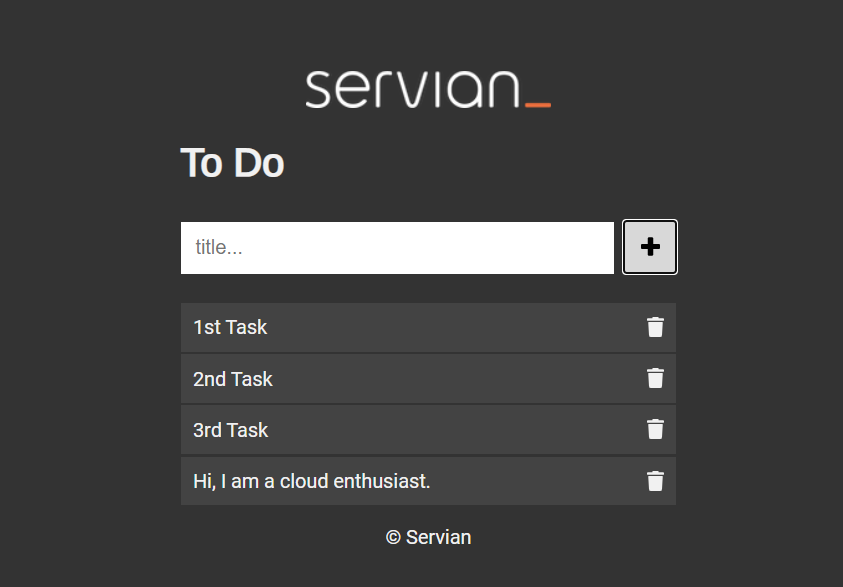 servian_
To Do
title...
1st Task
2nd Task
3rd Task
Hi, I am a cloud enthusiast.
© Servian